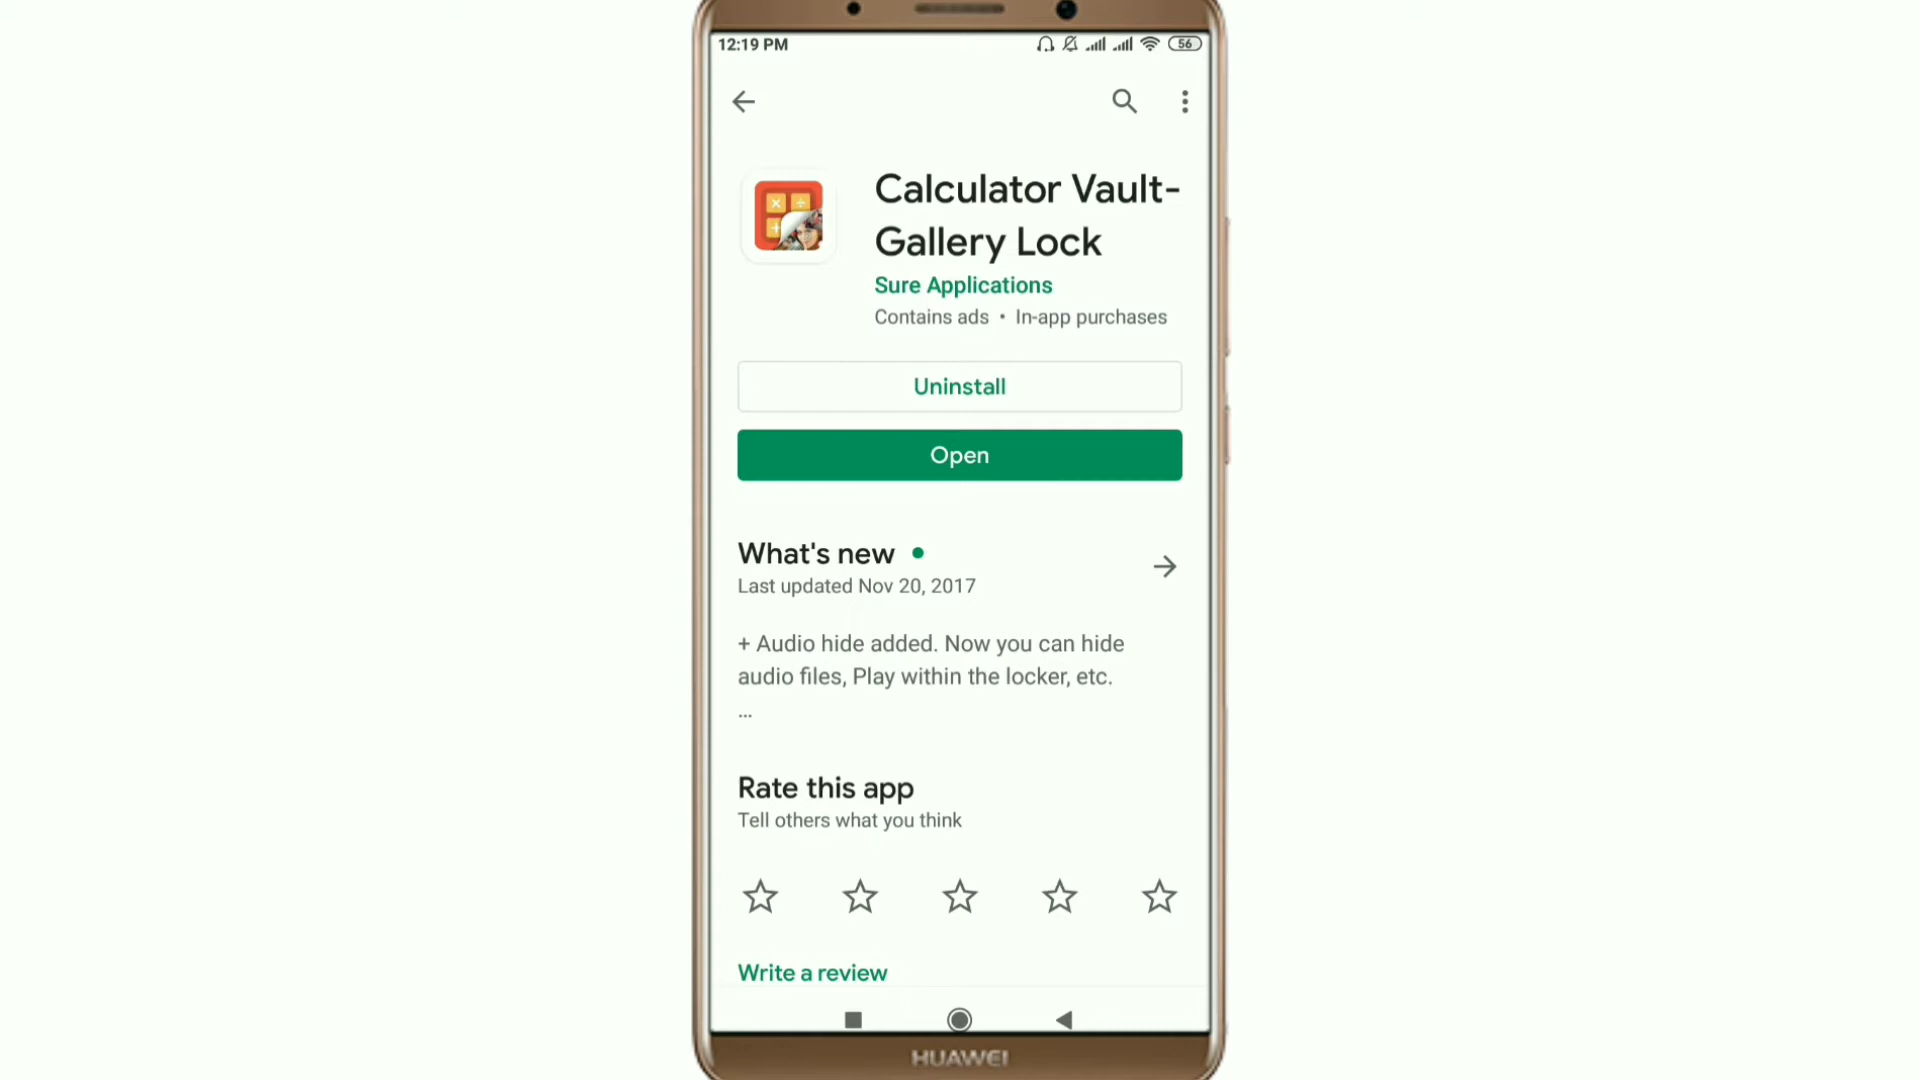 12:19 PM
56
Calculator Vault-
Gallery Lock
Sure Applications
Contains ads • In-app purchases
Uninstall
Open
What's new
Last updated Nov 20, 2017
+ Audio hide added. Now you can hide
audio files, Play within the locker, etc.
...
Rate this app
Tell others what you think
Write a review
HUAWEI